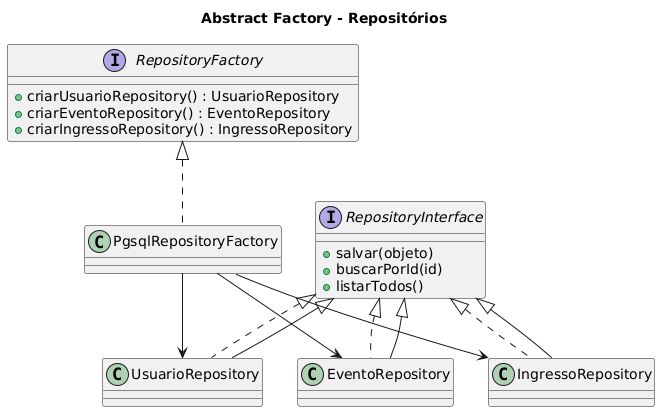 Abstract Factory - Repositórios
I RepositoryFactory
criarUsuarioRepository() : UsuarioRepository
criarEventoRepository() : EventoRepository
criarIngressoRepository() : IngressoRepository
C PgsqlRepositoryFactory
I RepositoryInterface
salvar(objeto)
buscarPorId(id)
listarTodos()
C UsuarioRepository
C EventoRepository
C IngressoRepository